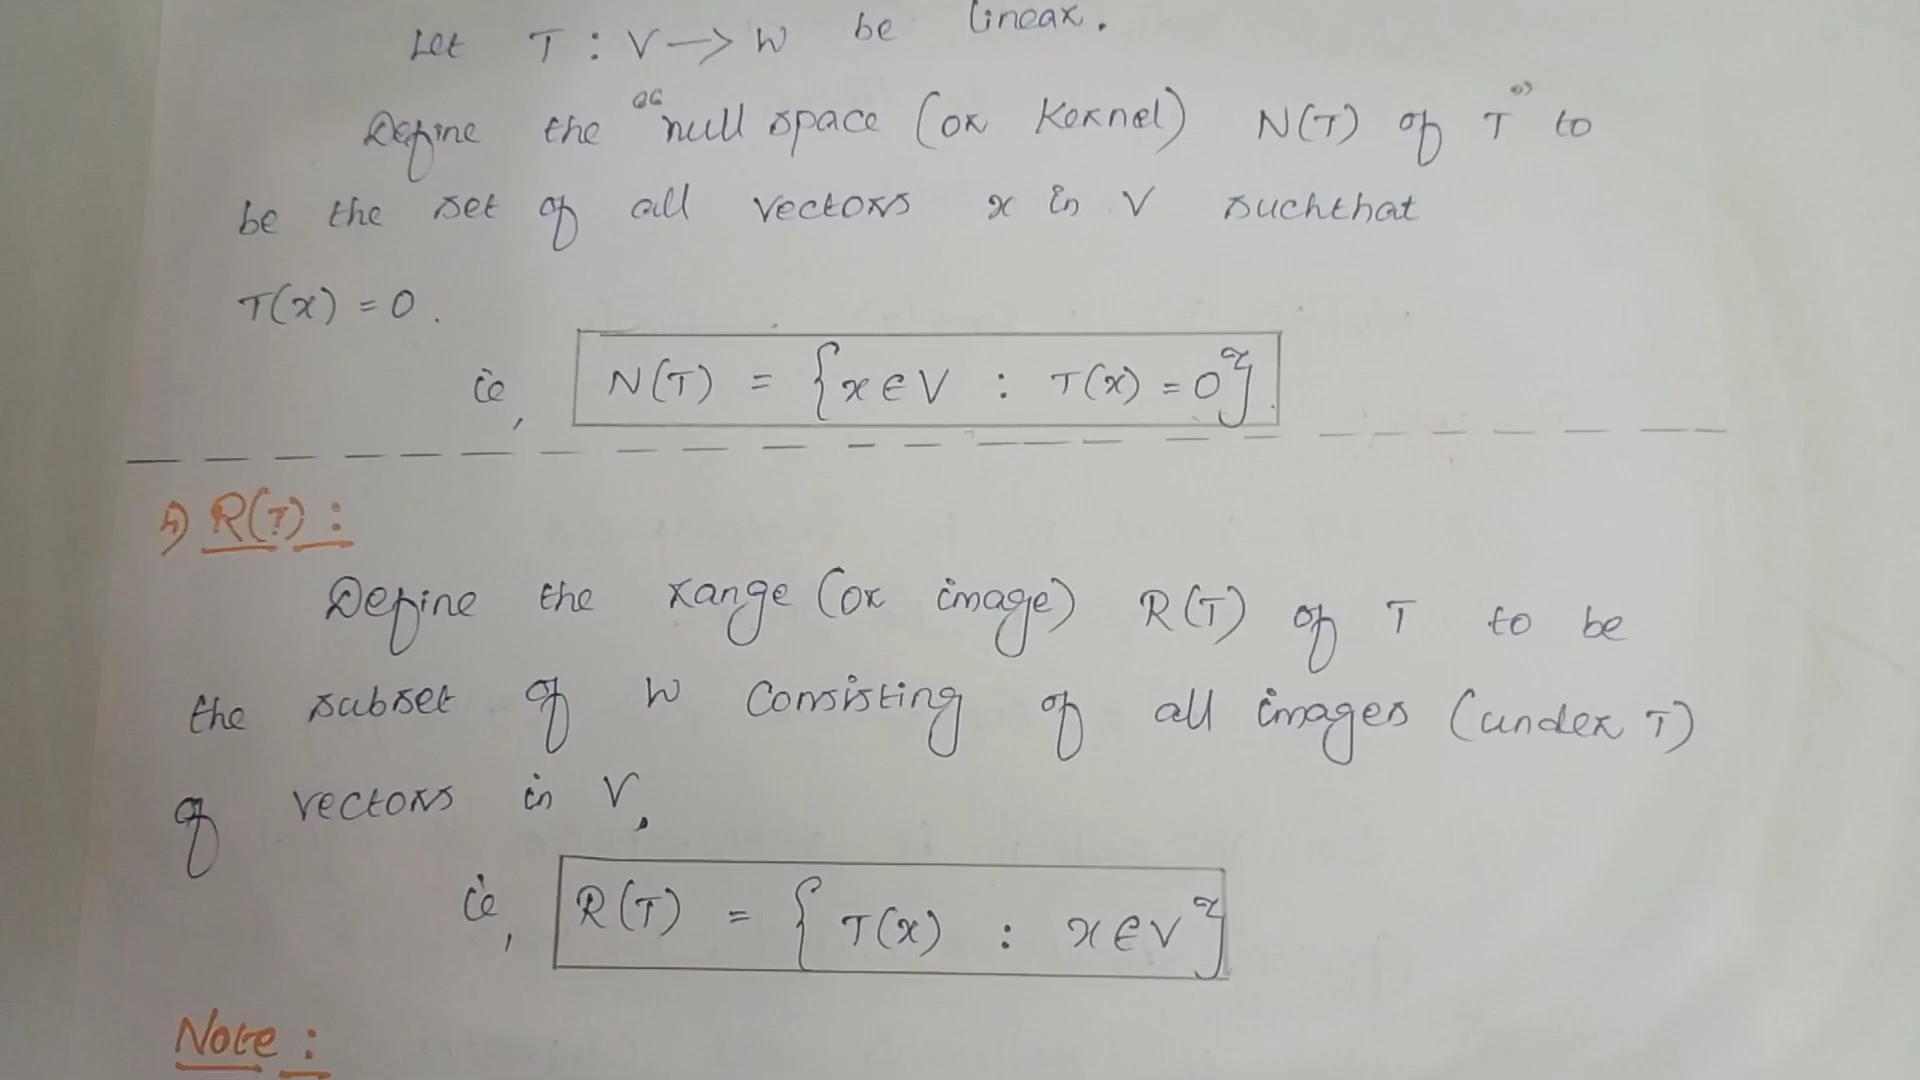 Let T : V → W be linear.
Define the "null space (or Kernel) N(T) of T" to
be the set of all vectors x in V suchthat
T(x) = 0.
ie, N(T) = {x ∈ V : T(x) = 0}.
5) R(T) :
Define the range (or image) R(T) of T to be
the subset of W consisting of all images (under T)
of vectors in V,
ie, R(T) = { T(x) : x ∈ V }
Note :